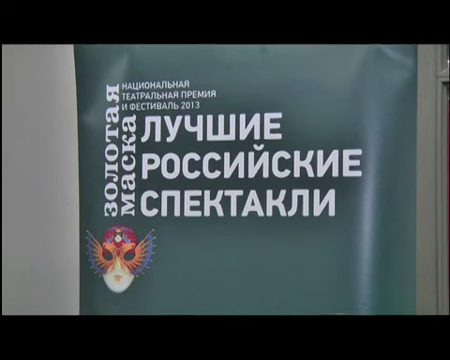 ЗОЛОТАЯ
МАСКА
НАЦИОНАЛЬНАЯ
ТЕАТРАЛЬНАЯ ПРЕМИЯ
И ФЕСТИВАЛЬ 2013
ЛУЧШИЕ
РОССИЙСКИЕ
СПЕКТАКЛИ